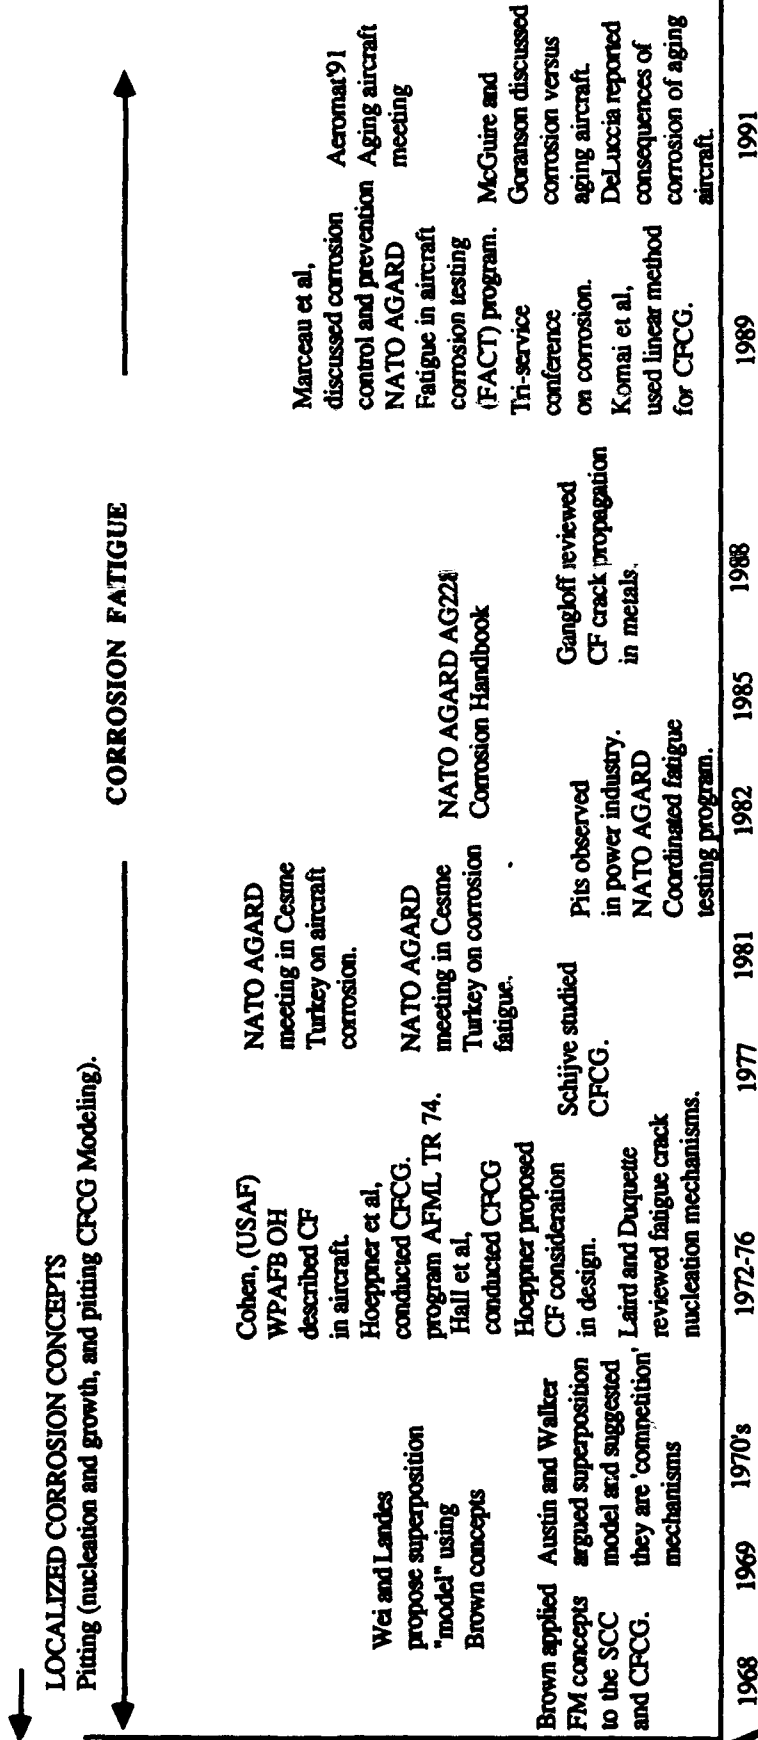 LOCALIZED CORROSION CONCEPTS
Pitting (nucleation and growth, and pitting CFCG Modeling).
CORROSION FATIGUE
Brown applied
FM concepts
to the SCC
and CFCG.
Wei and Landes
propose superposition
"model" using
Brown concepts
Austin and Walker
argued superposition
model and suggested
they are 'competition'
mechanisms
Cohen, (USAF)
WPAFB OH
described CF
in aircraft.
Hoeppner et al,
conducted CFCG.
program AFML TR 74.
Hall et al,
conducted CFCG
Hoeppner proposed
CF consideration
in design.
Laird and Duquette
reviewed fatigue crack
nucleation mechanisms.
Schijve studied
CFCG.
NATO AGARD
meeting in Cesme
Turkey on aircraft
corrosion.
NATO AGARD
meeting in Cesme
Turkey on corrosion
fatigue.
Pits observed
in power industry.
NATO AGARD
Coordinated fatigue
testing program.
NATO AGARD AG228
Corrosion Handbook
Gangloff reviewed
CF crack propagation
in metals.
Marceau et al,
discussed corrosion
control and prevention
NATO AGARD
Fatigue in aircraft
corrosion testing
(FACT) program.
Tri-service
conference
on corrosion.
Komai et al,
used linear method
for CFCG.
Aeromat'91
Aging aircraft
meeting
McGuire and
Goranson discussed
corrosion versus
aging aircraft.
DeLuccia reported
consequences of
corrosion of aging
aircraft.
1968 1969 1970's 1972-76 1977 1981 1982 1985 1988 1989 1991